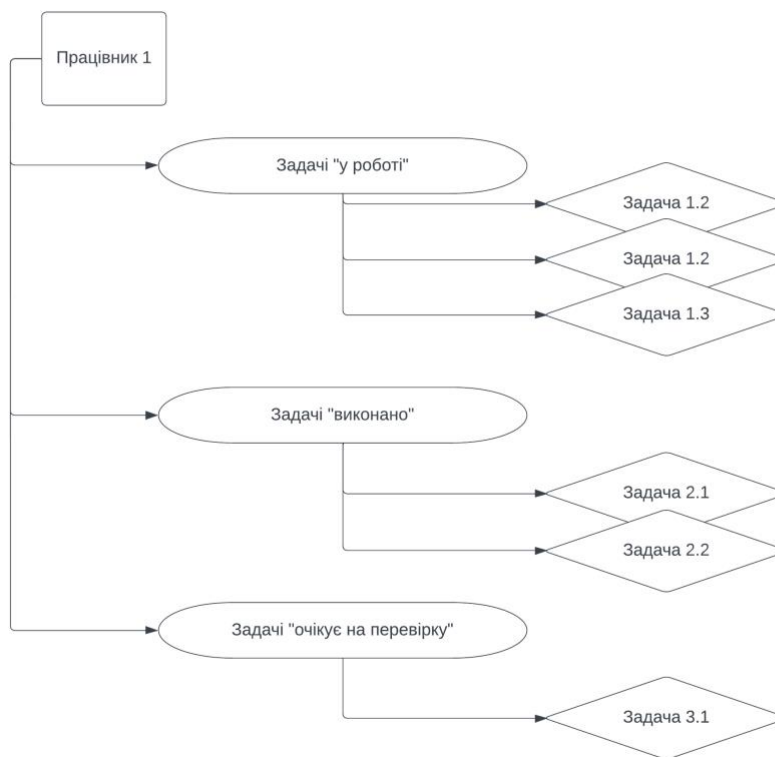 Працівник 1
Задачі "у роботі"
Задача 1.2
Задача 1.2
Задача 1.3
Задачі "виконано"
Задача 2.1
Задача 2.2
Задачі "очікує на перевірку"
Задача 3.1